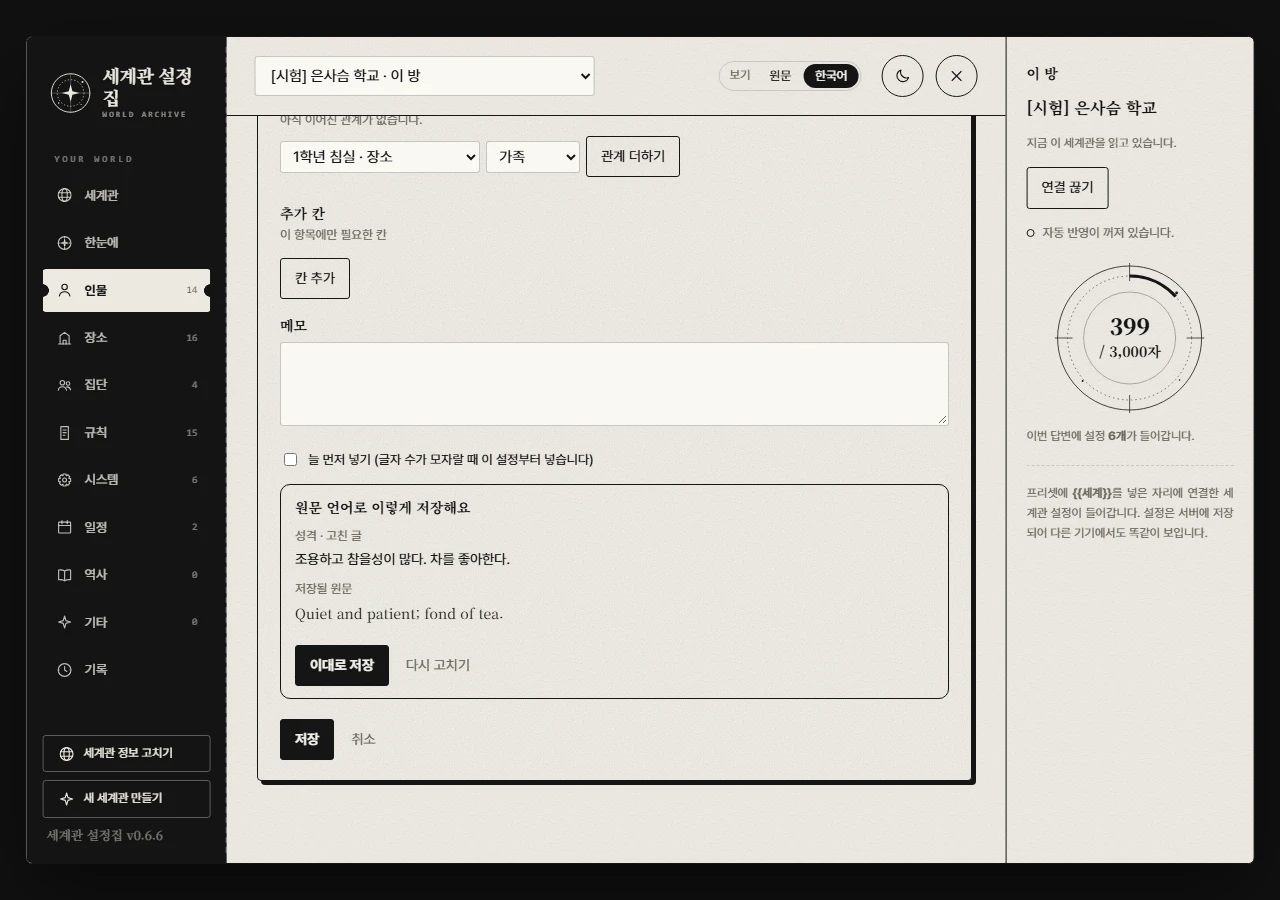 세계관 설정
집
WORLD ARCHIVE
YOUR WORLD
세계관
한눈에
인물 14
장소 16
집단 4
규칙 15
시스템 6
일정 2
역사 0
기타 0
기록
세계관 정보 고치기
새 세계관 만들기
세계관 설정집 v0.6.6
[시험] 은사슴 학교 · 이 방
보기 원문 한국어
아직 이어진 관계가 없습니다.
1학년 침실 · 장소 가족 관계 더하기
추가 칸
이 항목에만 필요한 칸
칸 추가
메모
늘 먼저 넣기 (글자 수가 모자랄 때 이 설정부터 넣습니다)
원문 언어로 이렇게 저장해요
성격 · 고친 글
조용하고 참을성이 많다. 차를 좋아한다.
저장될 원문
Quiet and patient; fond of tea.
이대로 저장 다시 고치기
저장 취소
이 방
[시험] 은사슴 학교
지금 이 세계관을 읽고 있습니다.
연결 끊기
자동 반영이 꺼져 있습니다.
399
/ 3,000자
이번 답변에 설정 6개가 들어갑니다.
프리셋에 {{세계}}를 넣은 자리에 연결한 세
계관 설정이 들어갑니다. 설정은 서버에 저장
되어 다른 기기에서도 똑같이 보입니다.